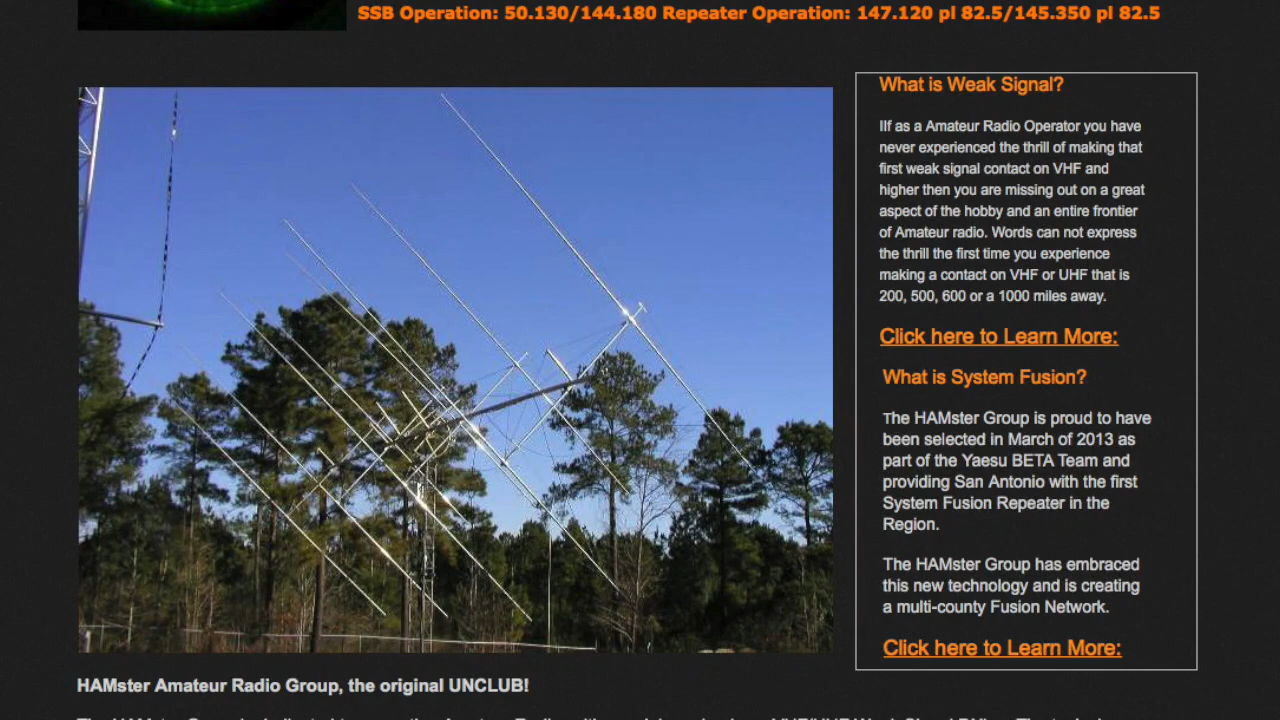 SSB Operation: 50.130/144.180 Repeater Operation: 147.120 pl 82.5/145.350 pl 82.5
What is Weak Signal?
IIf as a Amateur Radio Operator you have
never experienced the thrill of making that
first weak signal contact on VHF and
higher then you are missing out on a great
aspect of the hobby and an entire frontier
of Amateur radio. Words can not express
the thrill the first time you experience
making a contact on VHF or UHF that is
200, 500, 600 or a 1000 miles away.
Click here to Learn More:
What is System Fusion?
The HAMster Group is proud to have
been selected in March of 2013 as
part of the Yaesu BETA Team and
providing San Antonio with the first
System Fusion Repeater in the
Region.
The HAMster Group has embraced
this new technology and is creating
a multi-county Fusion Network.
Click here to Learn More:
HAMster Amateur Radio Group, the original UNCLUB!